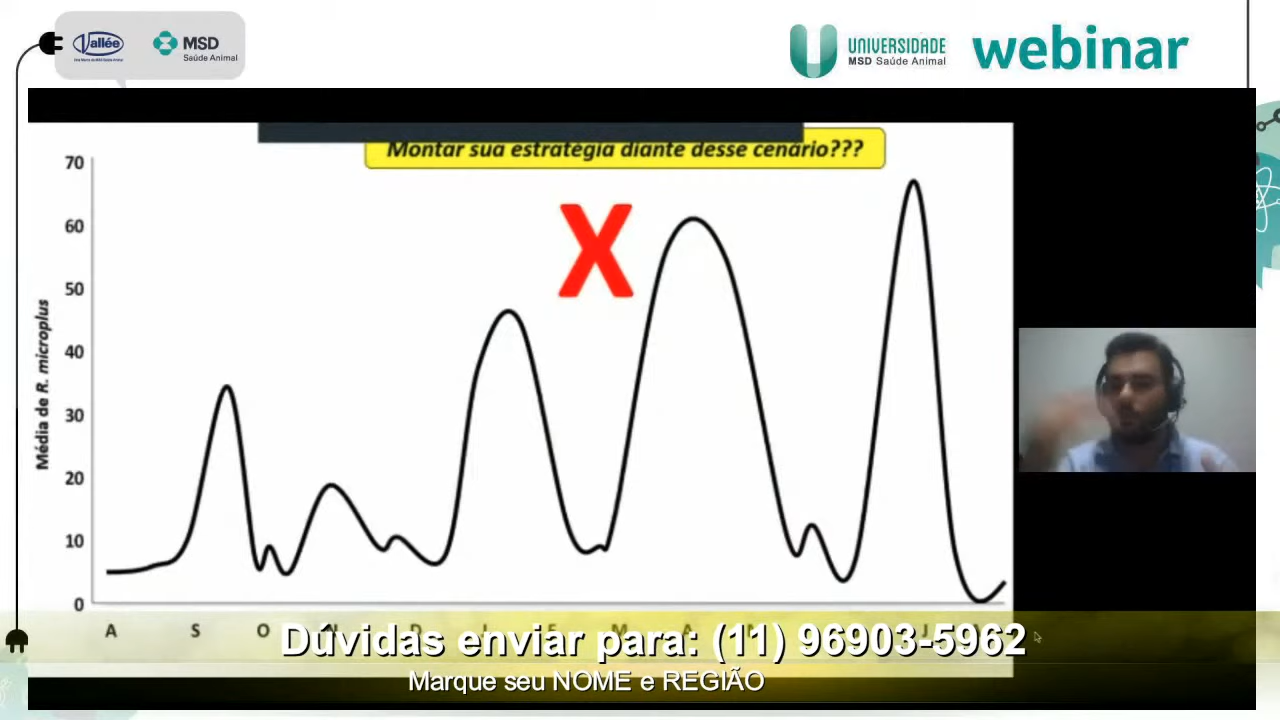 Vallée
MSD
Saúde Animal
UNIVERSIDADE
MSD Saúde Animal
webinar
Montar sua estratégia diante desse cenário???
X
Média de R. microplus
70
60
50
40
30
20
10
0
A S O N D J F M A M J
Dúvidas enviar para: (11) 96903-5962
Marque seu NOME e REGIÃO